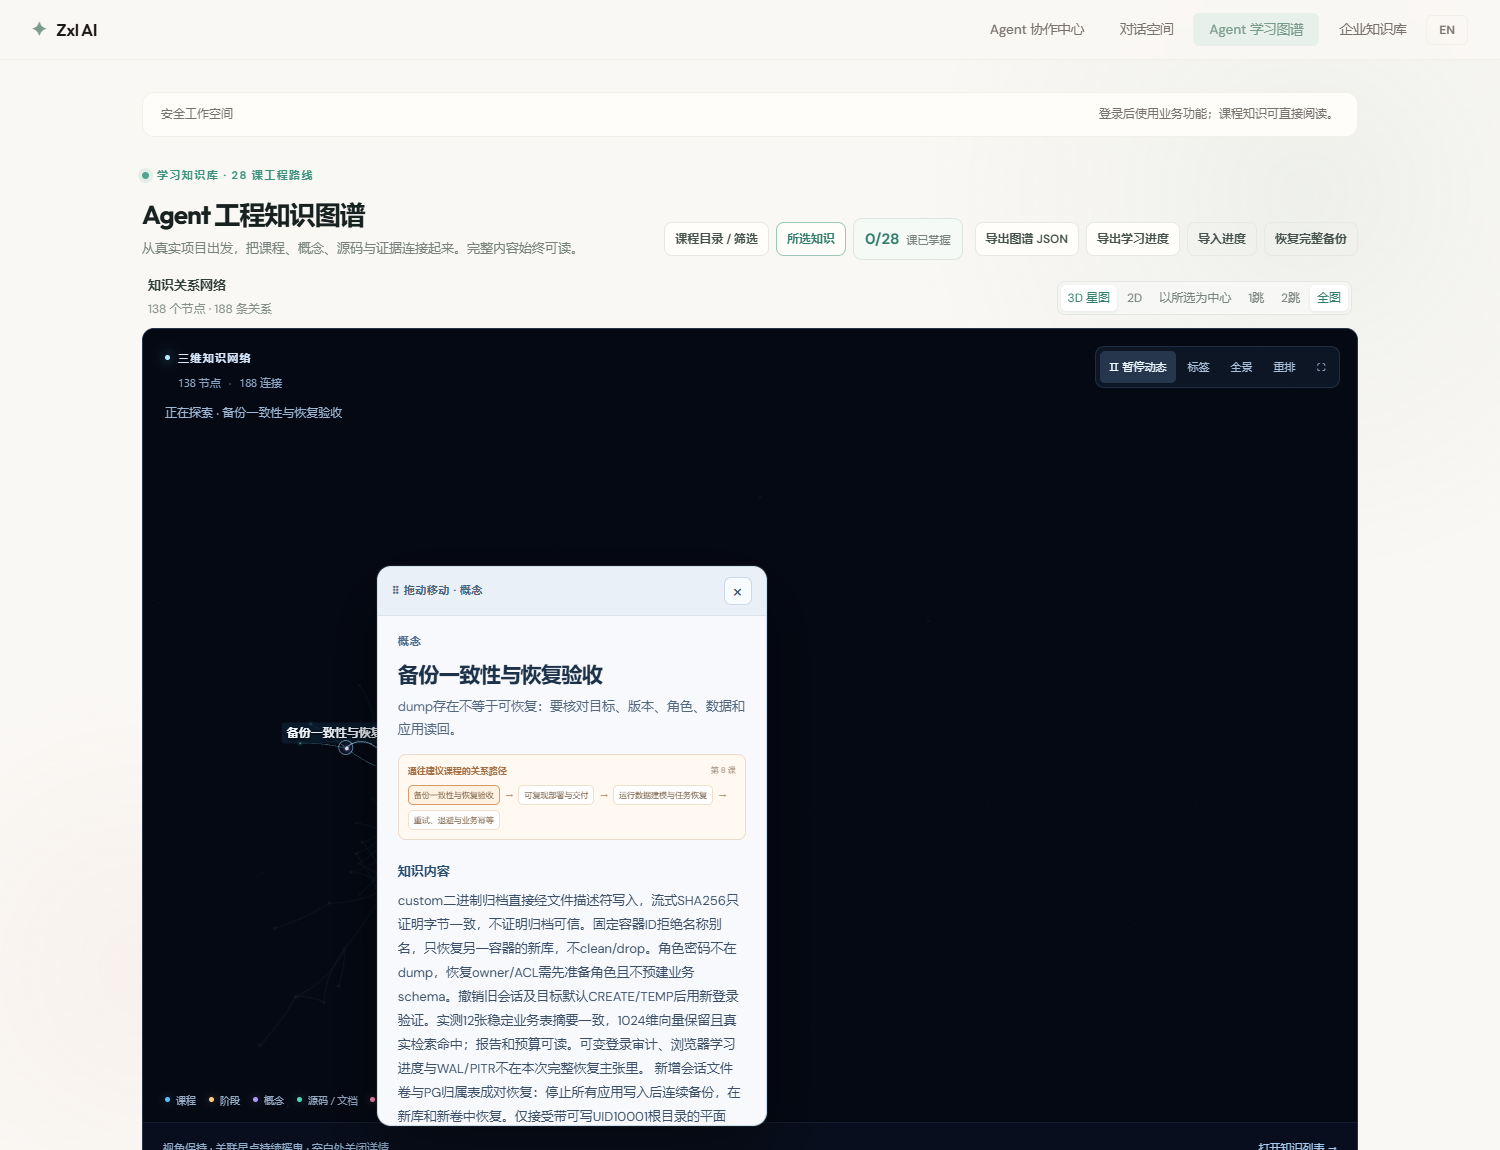 Zxl AI
Agent 协作中心
对话空间
Agent 学习图谱
企业知识库
EN
安全工作空间
登录后使用业务功能；课程知识可直接阅读。
学习知识库 · 28 课工程路线
Agent 工程知识图谱
从真实项目出发，把课程、概念、源码与证据连接起来。完整内容始终可读。
课程目录 / 筛选
所选知识
0/28 课已掌握
导出图谱 JSON
导出学习进度
导入进度
恢复完整备份
知识关系网络
138 个节点 · 188 条关系
3D 星图
2D
以所选为中心
1跳
2跳
全图
三维知识网络
138 节点 · 188 连接
正在探索 · 备份一致性与恢复验收
暂停动态
标签
全景
重排
拖动移动 · 概念
×
概念
备份一致性与恢复验收
dump存在不等于可恢复：要核对目标、版本、角色、数据和
应用读回。
通往建议课程的关系路径
第 8 课
备份一致性与恢复验收 → 可复现部署与交付 → 运行数据建模与任务恢复 →
重试、退避与业务幂等
备份一致性与恢
知识内容
custom二进制归档直接经文件描述符写入，流式SHA256只
证明字节一致，不证明归档可信。固定容器ID拒绝名称别
名，只恢复另一容器的新库，不clean/drop。角色密码不在
dump，恢复owner/ACL需先准备角色且不预建业务
schema。撤销旧会话及目标默认CREATE/TEMP后用新登录
验证。实测12张稳定业务表摘要一致，1024维向量保留且真
实检索命中；报告和预算可读。可变登录审计、浏览器学习
进度与WAL/PITR不在本次完整恢复主张里。 新增会话文件
卷与PG归属表成对恢复：停止所有应用写入后连续备份，在
新库和新卷中恢复。仅接受带可写UID10001根目录的平面
课程
阶段
概念
源码 / 文档
视角保持 · 关联星点持续摇曳 · 空白处关闭详情
打开知识列表 →